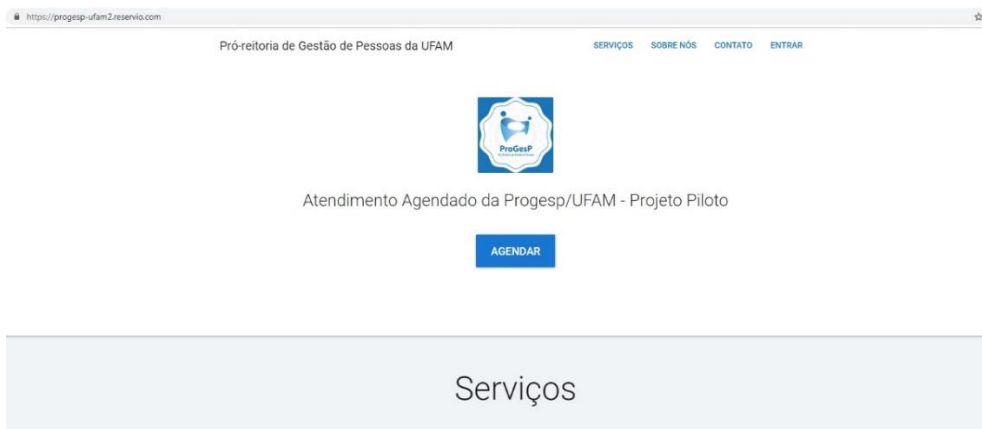 https://progesp-ufam2.reservio.com
Pró-reitoria de Gestão de Pessoas da UFAM
SERVIÇOS SOBRE NÓS CONTATO ENTRAR
ProGesP
Atendimento Agendado da Progesp/UFAM - Projeto Piloto
AGENDAR
Serviços